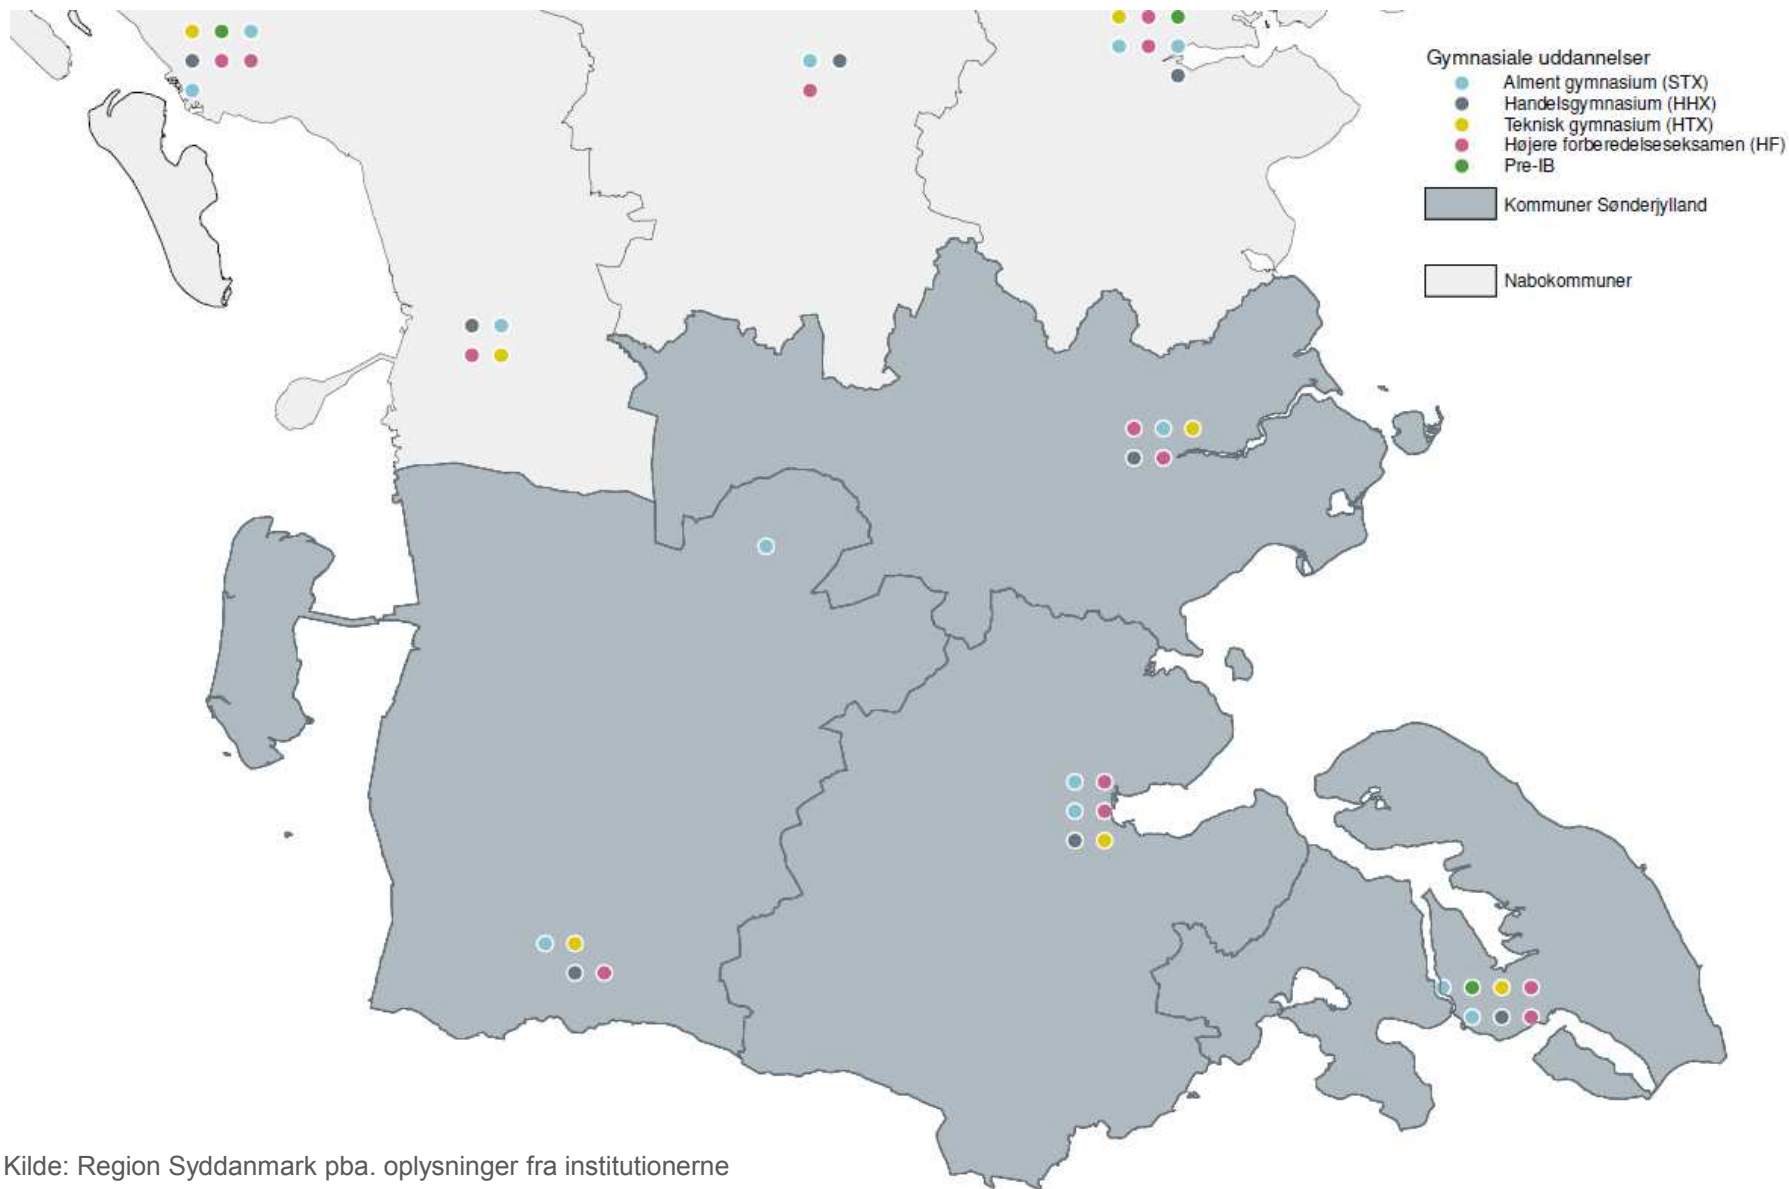 Gymnasiale uddannelser
Alment gymnasium (STX)
Handelsgymnasium (HHX)
Teknisk gymnasium (HTX)
Højere forberedelseseksamen (HF)
Pre-IB
Kommuner Sønderjylland
Nabokommuner
Kilde: Region Syddanmark pba. oplysninger fra institutionerne